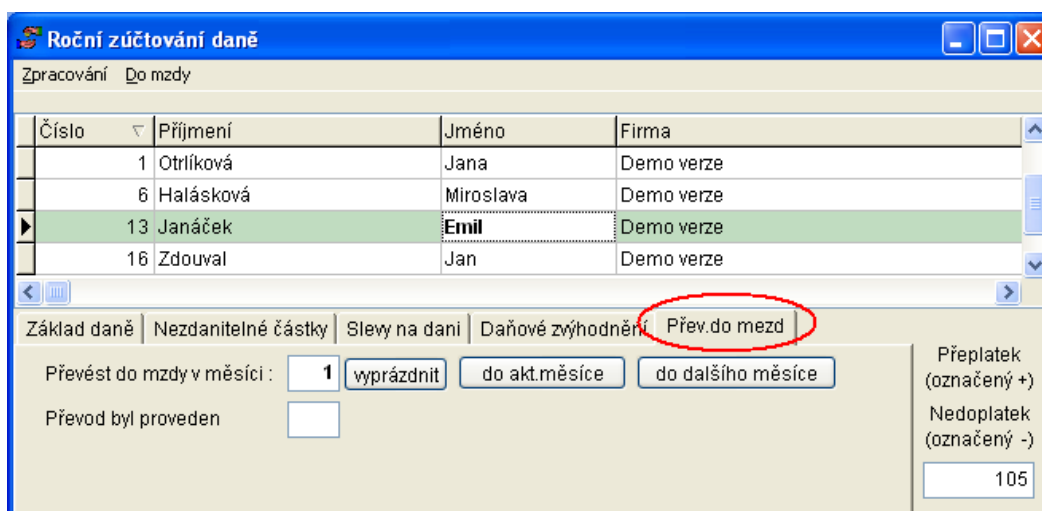 Roční zúčtování daně
Zpracování Do mzdy
Číslo Příjmení Jméno Firma
1 Otrlíková Jana Demo verze
6 Halásková Miroslava Demo verze
13 Janáček Emil Demo verze
16 Zdouval Jan Demo verze
Základ daně Nezdanitelné částky Slevy na dani Daňové zvýhodnění Přev.do mezd
Převést do mzdy v měsíci : 1 vyprázdnit do akt.měsíce do dalšího měsíce
Převod byl proveden
Přeplatek
(označený +)
Nedoplatek
(označený -)
105